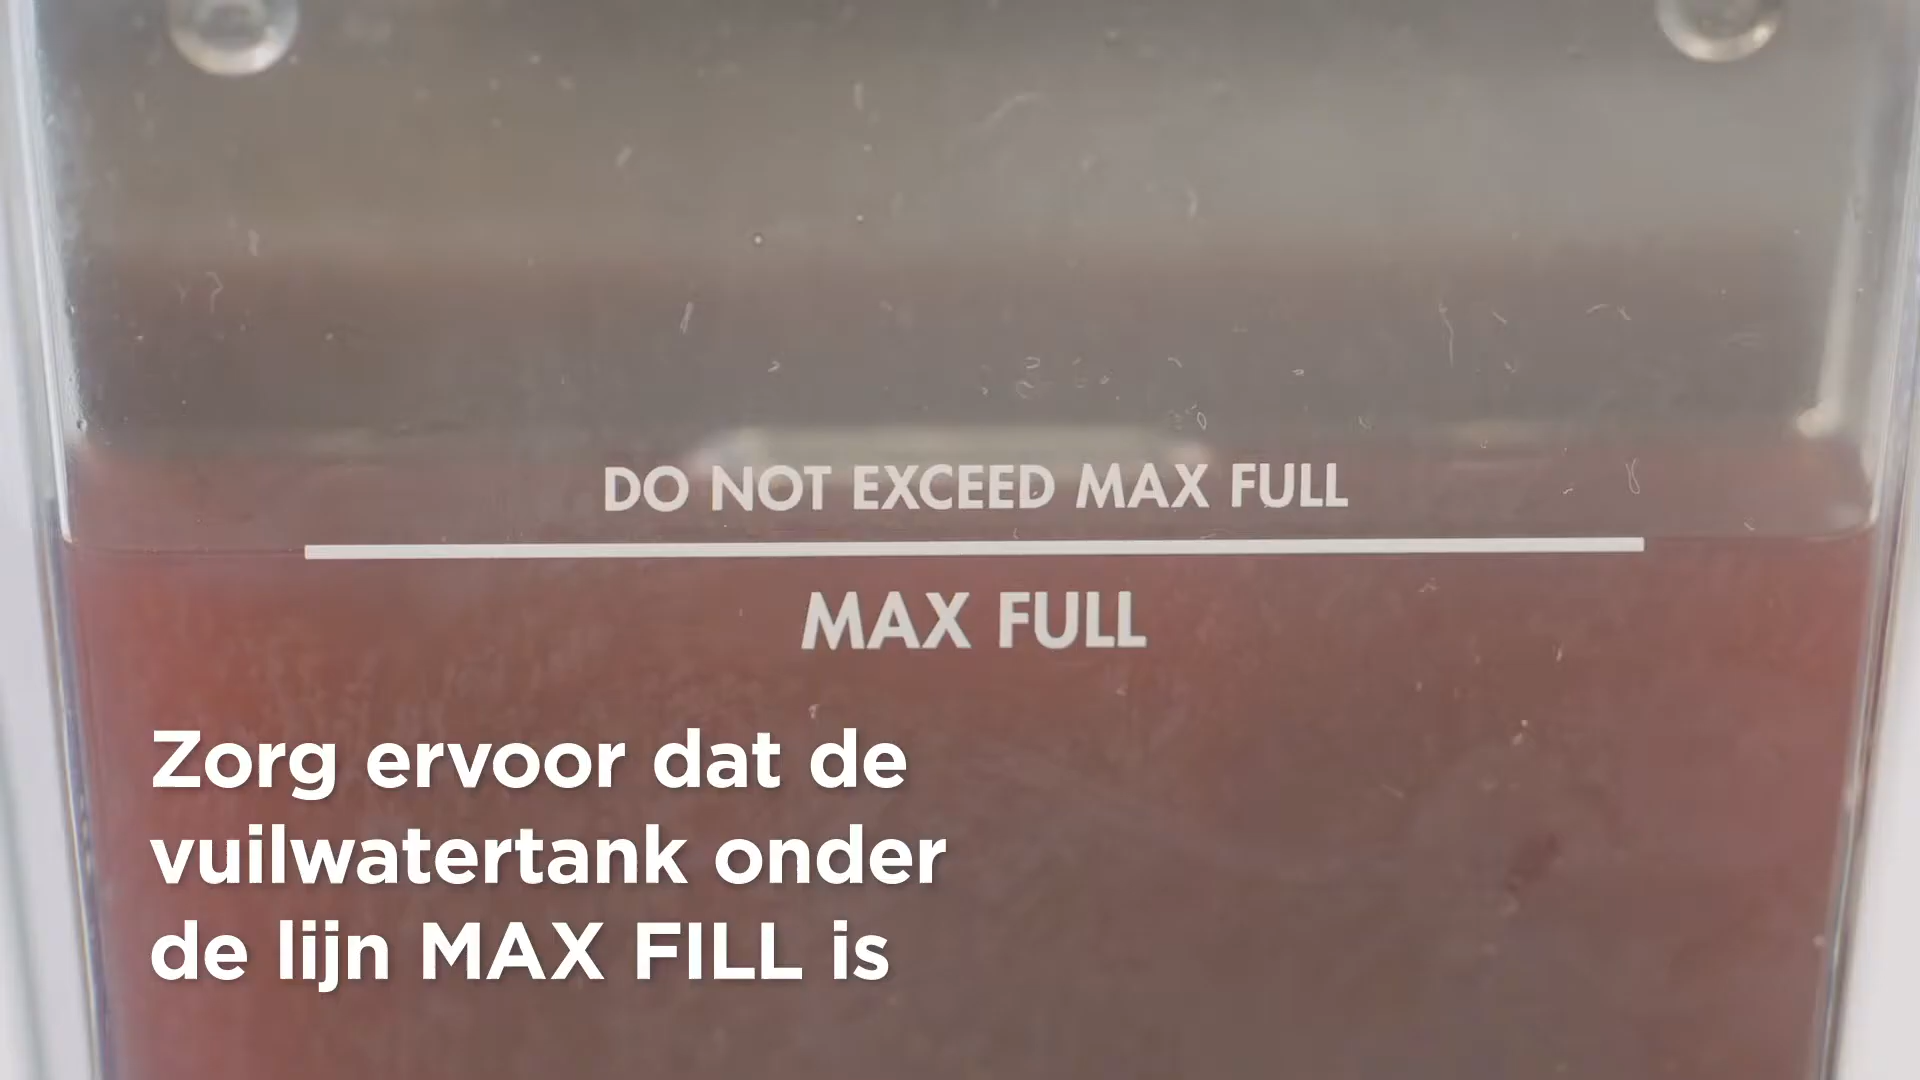 DO NOT EXCEED MAX FULL
MAX FULL
Zorg ervoor dat de
vuilwatertank onder
de lijn MAX FILL is